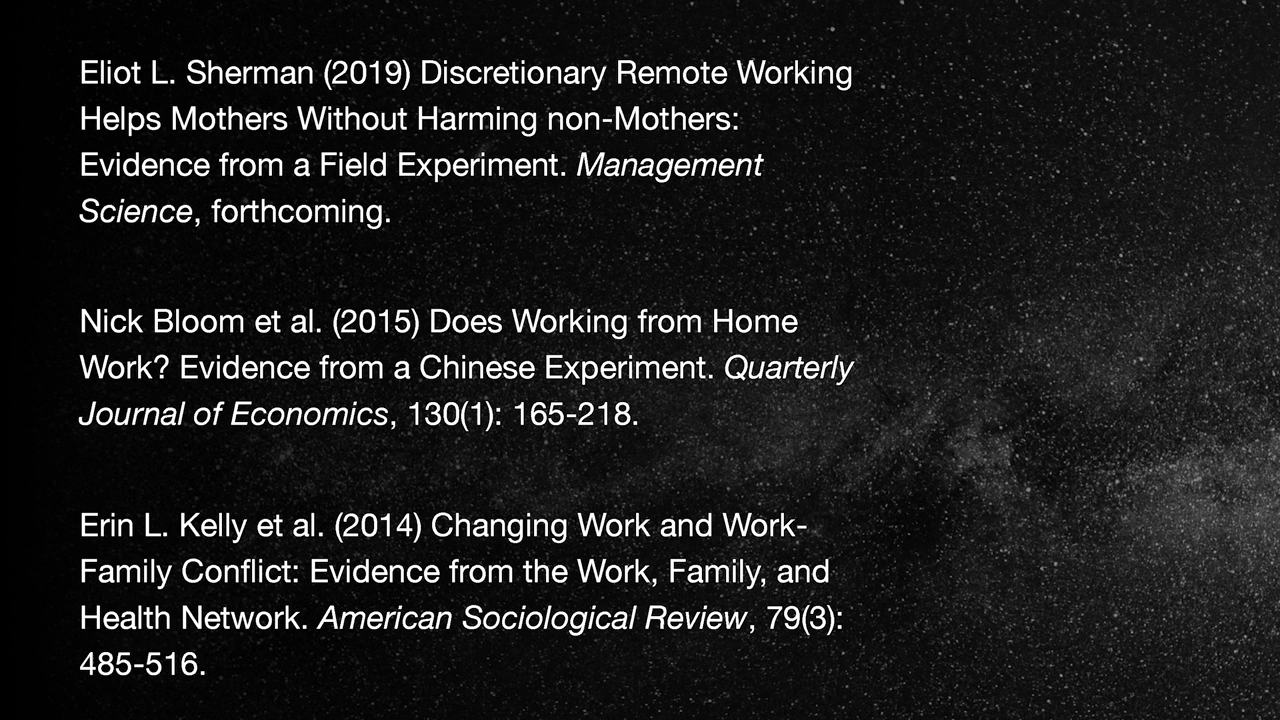 Eliot L. Sherman (2019) Discretionary Remote Working
Helps Mothers Without Harming non-Mothers:
Evidence from a Field Experiment. Management
Science, forthcoming.
Nick Bloom et al. (2015) Does Working from Home
Work? Evidence from a Chinese Experiment. Quarterly
Journal of Economics, 130(1): 165-218.
Erin L. Kelly et al. (2014) Changing Work and Work-
Family Conflict: Evidence from the Work, Family, and
Health Network. American Sociological Review, 79(3):
485-516.